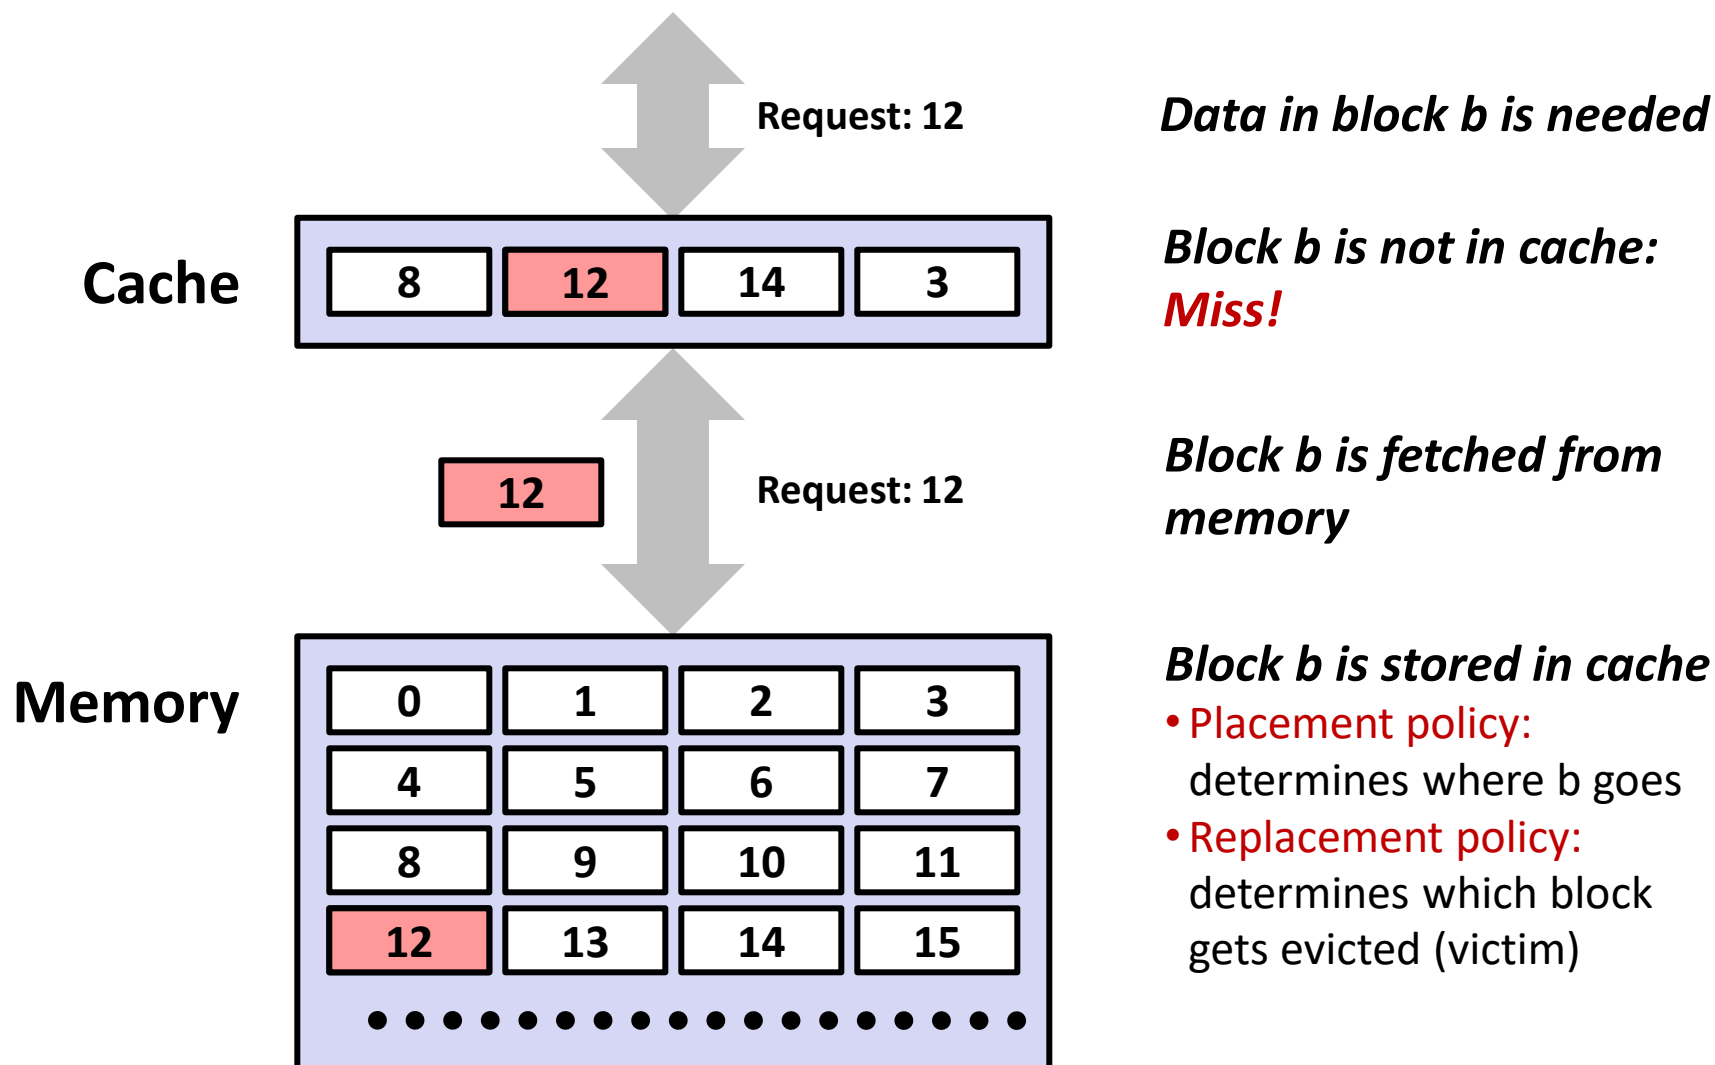 Request: 12
Data in block b is needed
Cache
8 12 14 3
Block b is not in cache:
Miss!
12
Request: 12
Block b is fetched from
memory
Memory
0 1 2 3
4 5 6 7
8 9 10 11
12 13 14 15
Block b is stored in cache
• Placement policy:
determines where b goes
• Replacement policy:
determines which block
gets evicted (victim)